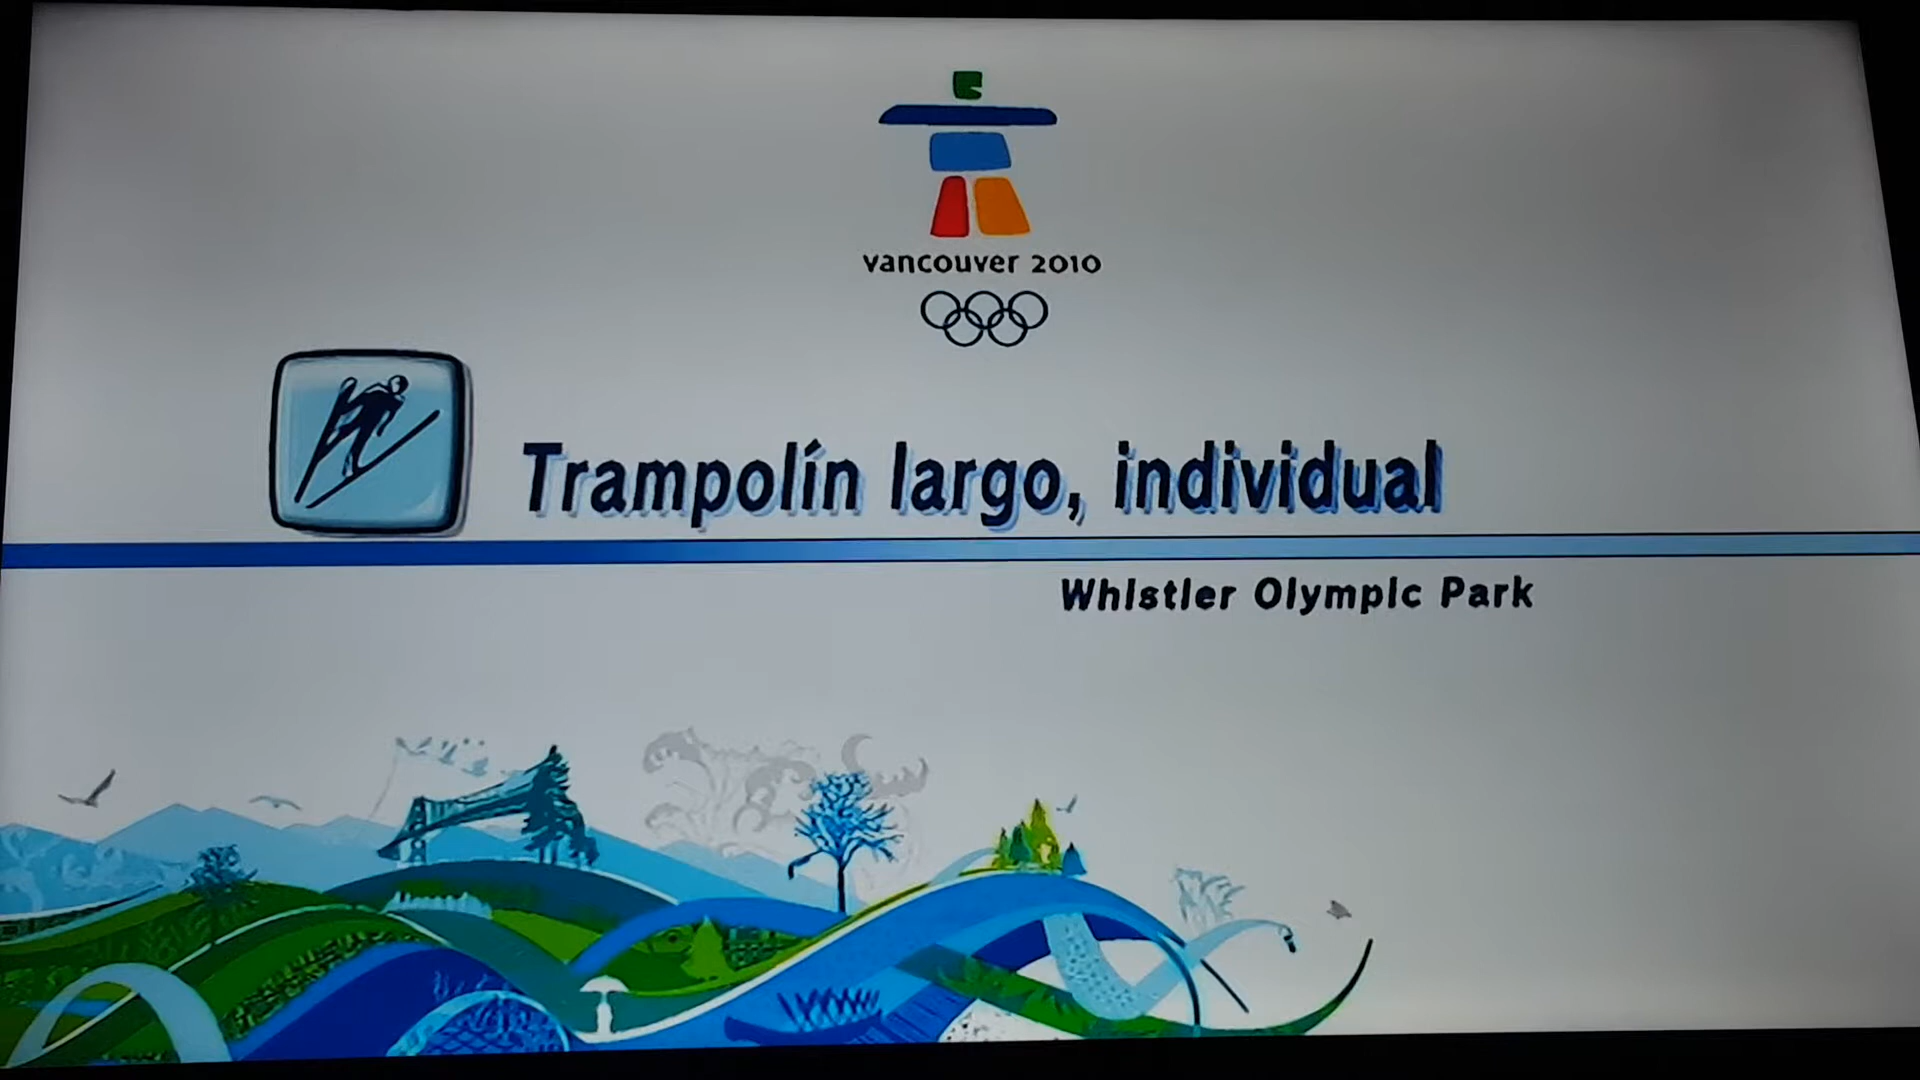 vancouver 2010
Trampolín largo, individual
Whistler Olympic Park